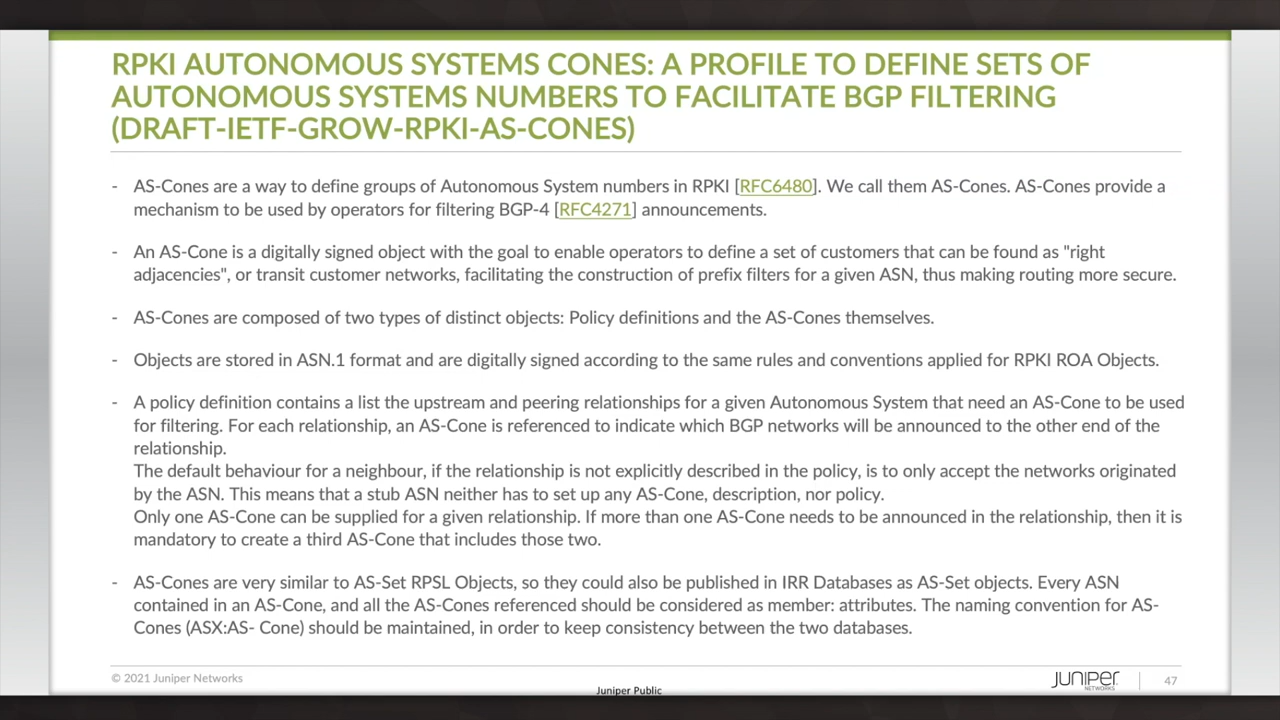 RPKI AUTONOMOUS SYSTEMS CONES: A PROFILE TO DEFINE SETS OF
AUTONOMOUS SYSTEMS NUMBERS TO FACILITATE BGP FILTERING
(DRAFT-IETF-GROW-RPKI-AS-CONES)
- AS-Cones are a way to define groups of Autonomous System numbers in RPKI [RFC6480]. We call them AS-Cones. AS-Cones provide a
mechanism to be used by operators for filtering BGP-4 [RFC4271] announcements.
- An AS-Cone is a digitally signed object with the goal to enable operators to define a set of customers that can be found as "right
adjacencies", or transit customer networks, facilitating the construction of prefix filters for a given ASN, thus making routing more secure.
- AS-Cones are composed of two types of distinct objects: Policy definitions and the AS-Cones themselves.
- Objects are stored in ASN.1 format and are digitally signed according to the same rules and conventions applied for RPKI ROA Objects.
- A policy definition contains a list the upstream and peering relationships for a given Autonomous System that need an AS-Cone to be used
for filtering. For each relationship, an AS-Cone is referenced to indicate which BGP networks will be announced to the other end of the
relationship.
The default behaviour for a neighbour, if the relationship is not explicitly described in the policy, is to only accept the networks originated
by the ASN. This means that a stub ASN neither has to set up any AS-Cone, description, nor policy.
Only one AS-Cone can be supplied for a given relationship. If more than one AS-Cone needs to be announced in the relationship, then it is
mandatory to create a third AS-Cone that includes those two.
- AS-Cones are very similar to AS-Set RPSL Objects, so they could also be published in IRR Databases as AS-Set objects. Every ASN
contained in an AS-Cone, and all the AS-Cones referenced should be considered as member: attributes. The naming convention for AS-
Cones (ASX:AS- Cone) should be maintained, in order to keep consistency between the two databases.
© 2021 Juniper Networks
Juniper Public
JUNIPER
NETWORKS
47